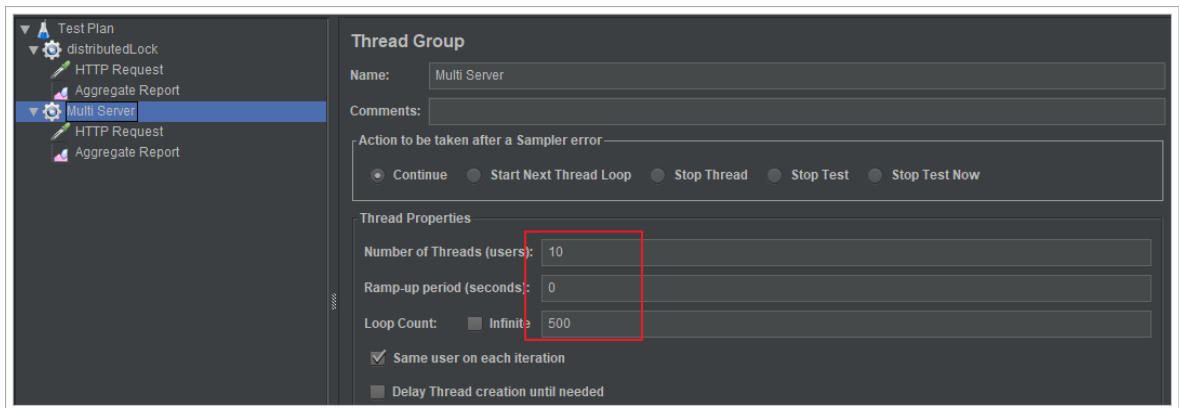 Test Plan
distributedLock
HTTP Request
Aggregate Report
Multi Server
HTTP Request
Aggregate Report
Thread Group
Name: Multi Server
Comments:
Action to be taken after a Sampler error
Continue Start Next Thread Loop Stop Thread Stop Test Stop Test Now
Thread Properties
Number of Threads (users): 10
Ramp-up period (seconds): 0
Loop Count: Infinite 500
Same user on each iteration
Delay Thread creation until needed